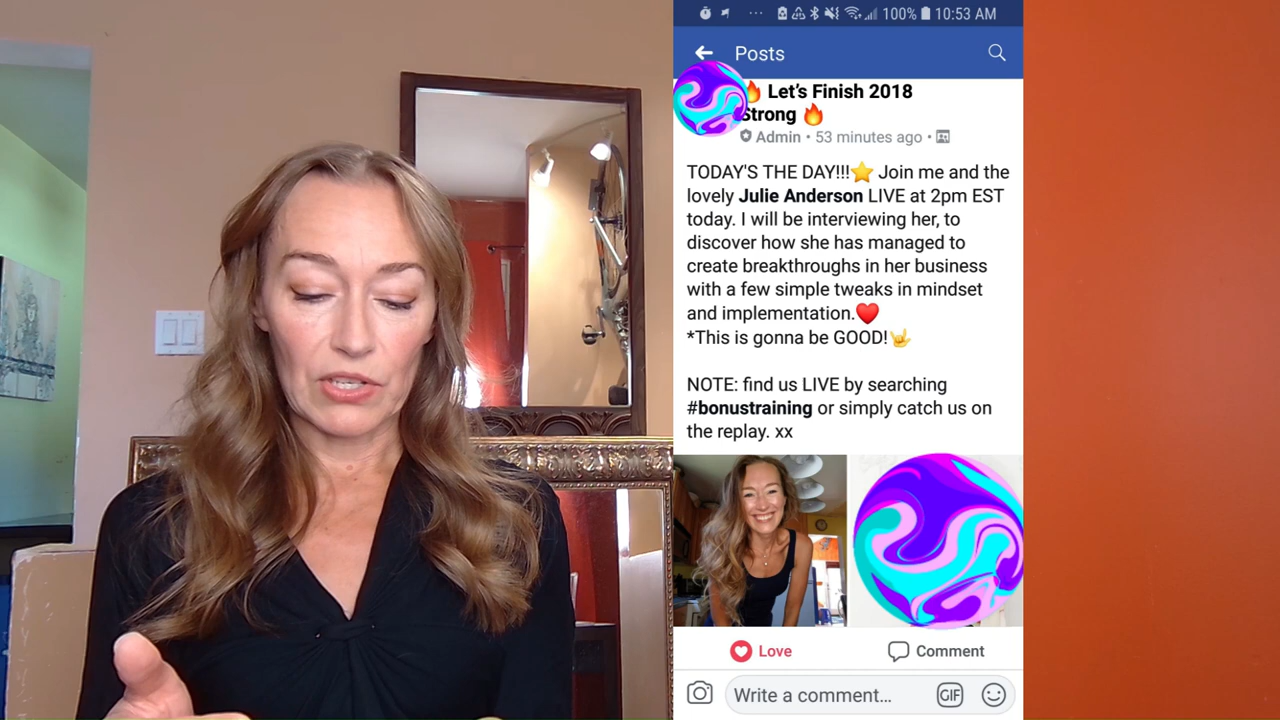 100% 10:53 AM
Posts
🔥 Let's Finish 2018
Strong 🔥
Admin • 53 minutes ago •
TODAY'S THE DAY!!!⭐ Join me and the
lovely Julie Anderson LIVE at 2pm EST
today. I will be interviewing her, to
discover how she has managed to
create breakthroughs in her business
with a few simple tweaks in mindset
and implementation.❤️
*This is gonna be GOOD!🤟
NOTE: find us LIVE by searching
#bonustraining or simply catch us on
the replay. xx
Love
Comment
Write a comment...
GIF